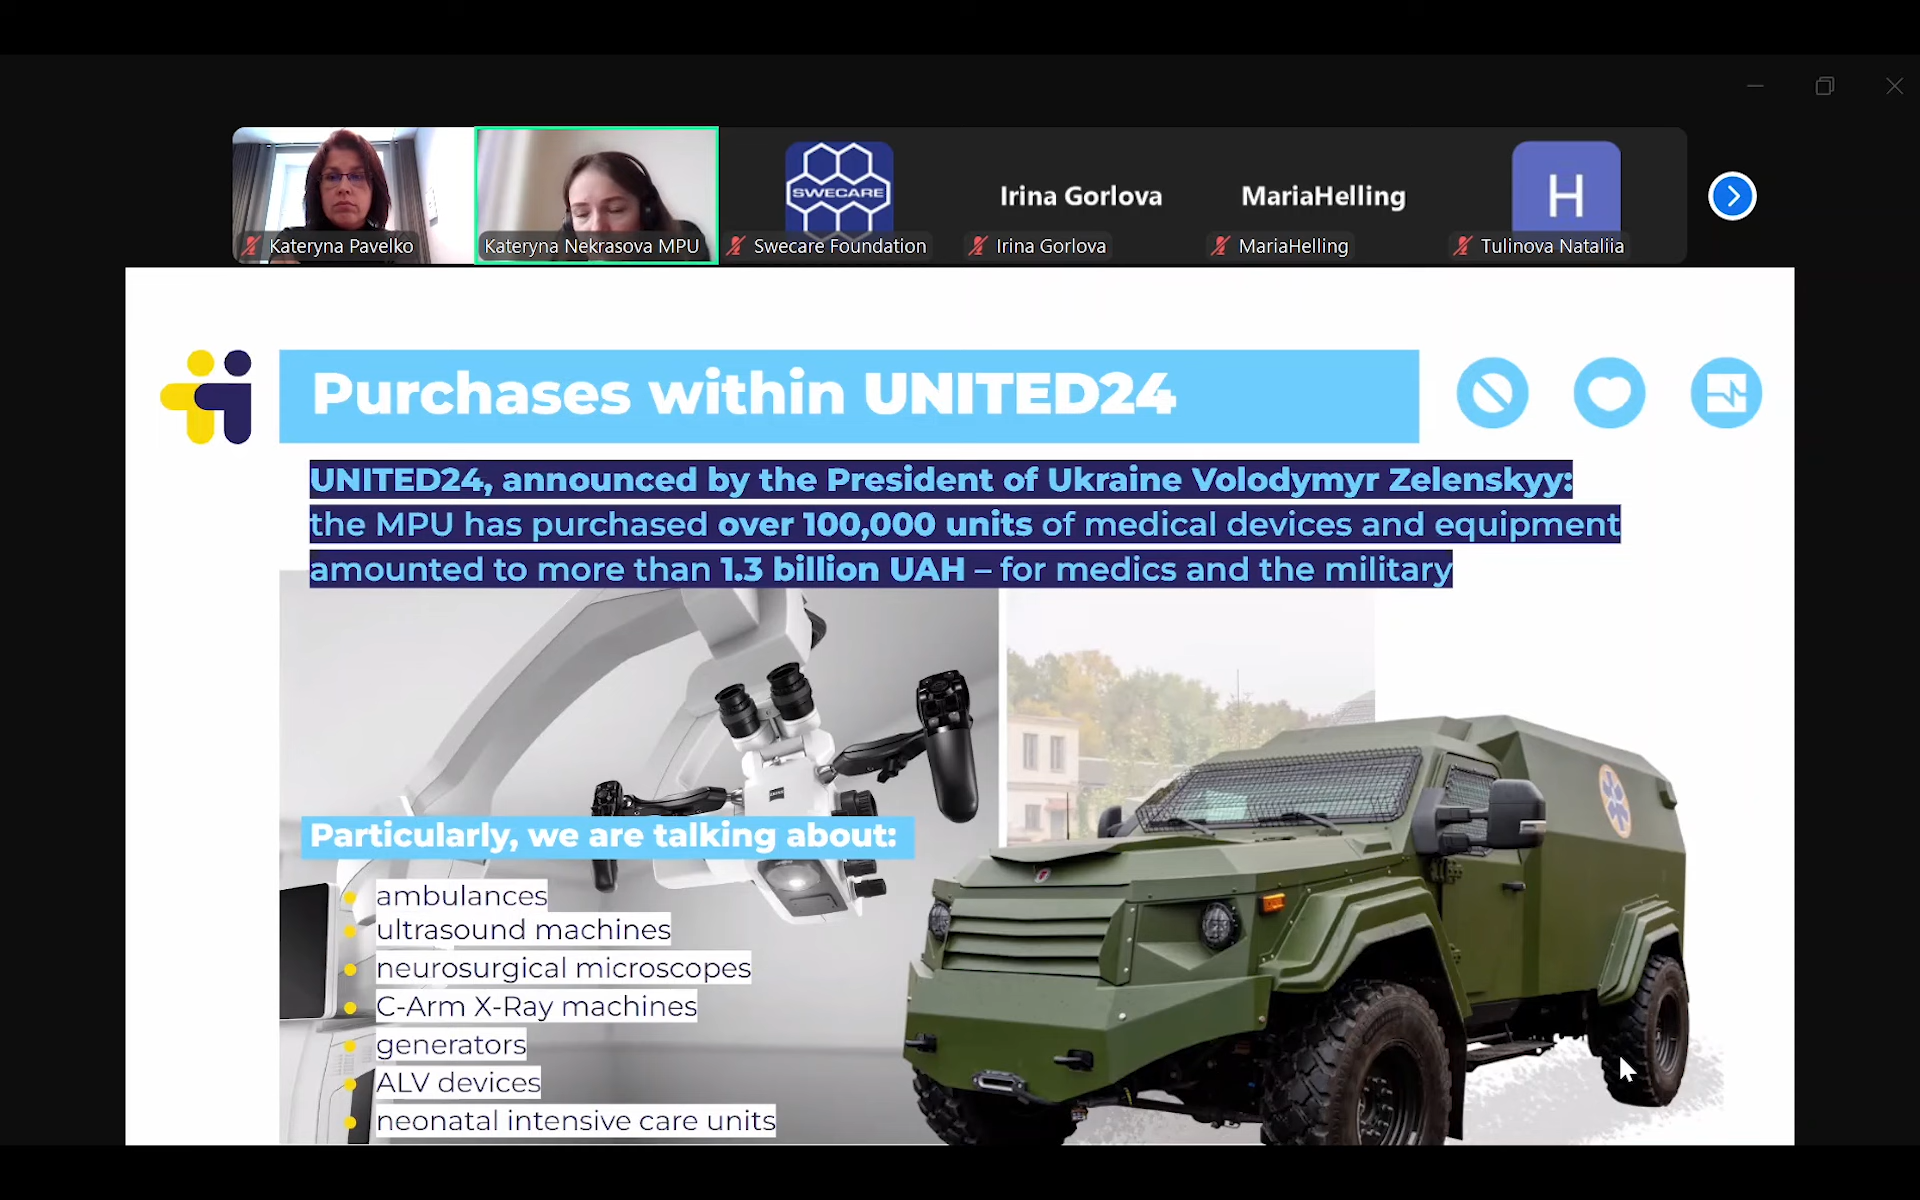 SWECARE
Irina Gorlova
MariaHelling
H
Kateryna Pavelko
Kateryna Nekrasova MPU
Swecare Foundation
Irina Gorlova
MariaHelling
Tulinova Nataliia
Purchases within UNITED24
UNITED24, announced by the President of Ukraine Volodymyr Zelenskyy:
the MPU has purchased over 100,000 units of medical devices and equipment
amounted to more than 1.3 billion UAH – for medics and the military
ZEISS
Particularly, we are talking about:
ambulances
ultrasound machines
neurosurgical microscopes
C-Arm X-Ray machines
generators
ALV devices
neonatal intensive care units